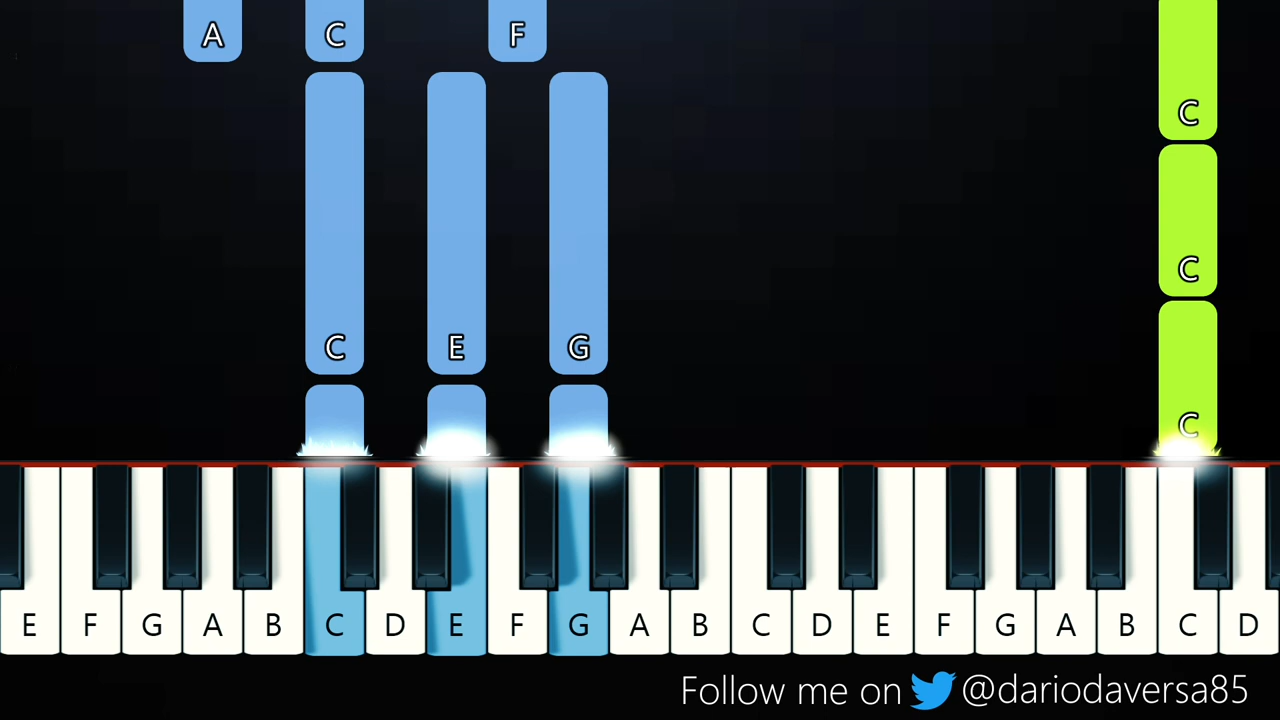 A C F
C
C
C E G
C
E F G A B C D E F G A B C D E F G A B C D
Follow me on @dariodaversa85